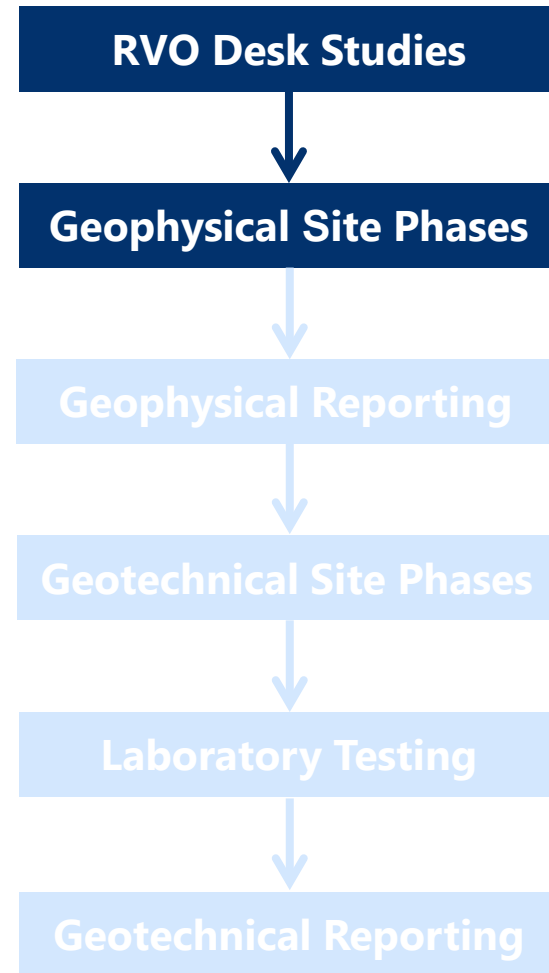 RVO Desk Studies
Geophysical Site Phases
Geophysical Reporting
Geotechnical Site Phases
Laboratory Testing
Geotechnical Reporting